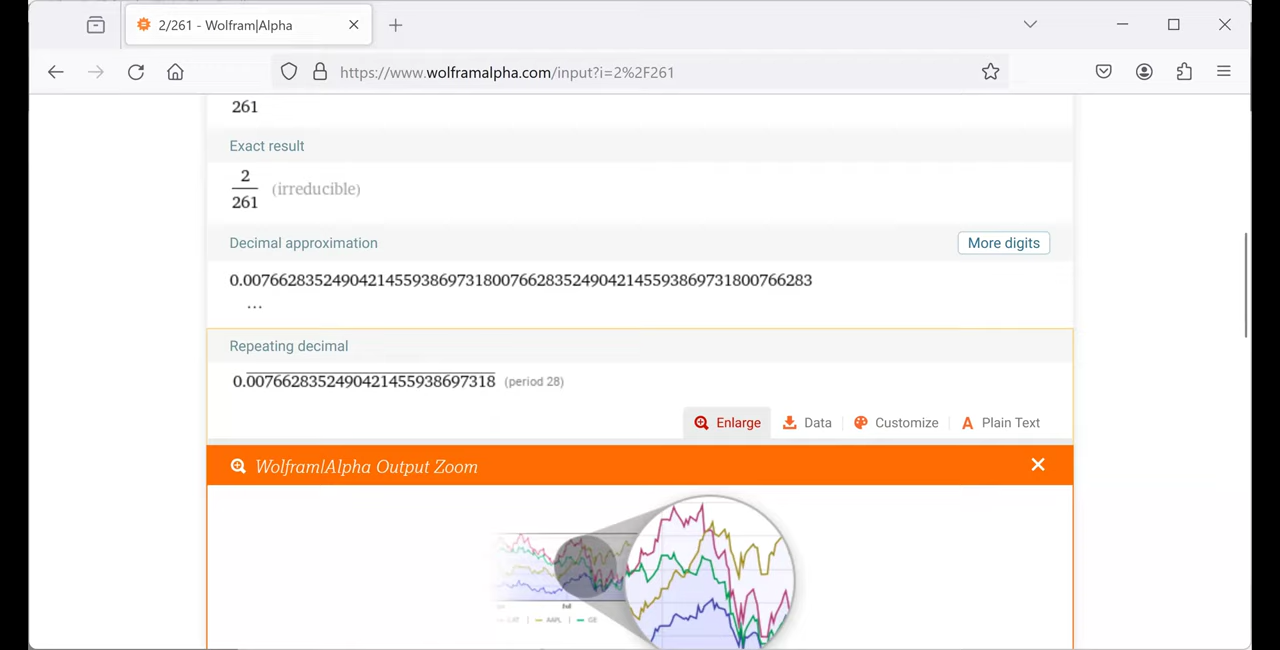 2/261 - Wolfram|Alpha
https://www.wolframalpha.com/input?i=2%2F261
261
Exact result
2
261
(irreducible)
Decimal approximation
More digits
0.0076628352490421455938697318007662835249042145593869731800766283
...
Repeating decimal
0.0076628352490421455938697318 (period 28)
Enlarge
Data
Customize
A Plain Text
Wolfram|Alpha Output Zoom
AAPL
GE